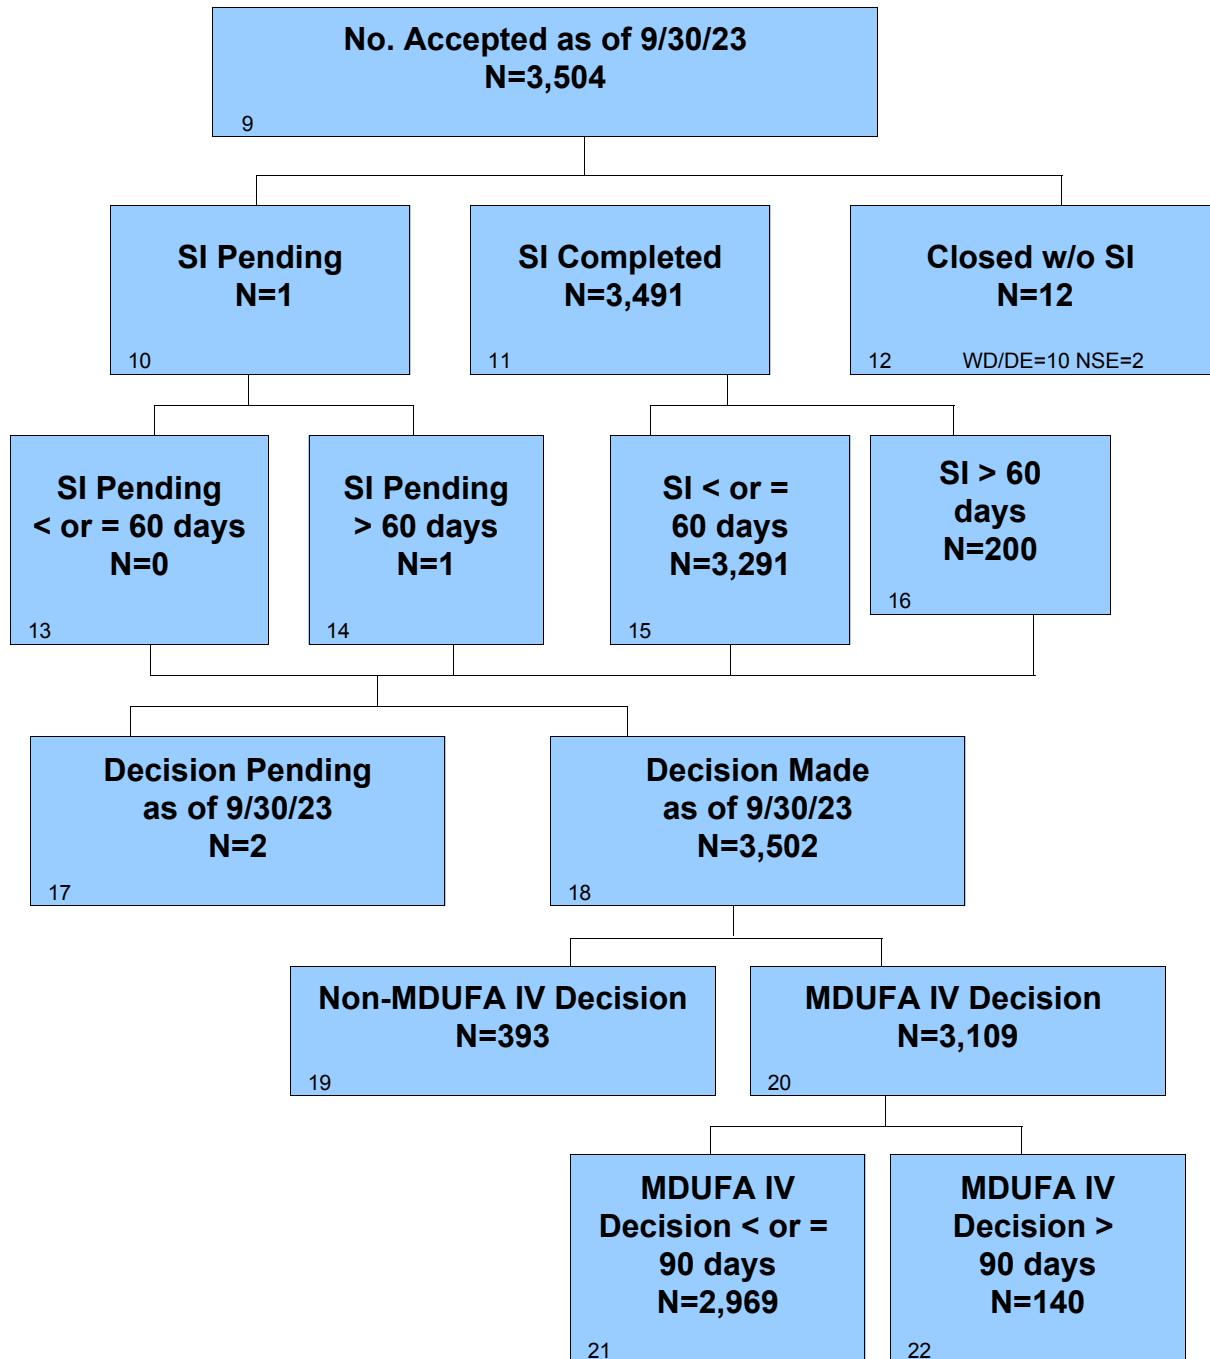 No. Accepted as of 9/30/23
N=3,504
9
SI Pending
N=1
10
SI Completed
N=3,491
11
Closed w/o SI
N=12
12 WD/DE=10 NSE=2
SI Pending
< or = 60 days
N=0
13
SI Pending
> 60 days
N=1
14
SI < or =
60 days
N=3,291
15
SI > 60
days
N=200
16
Decision Pending
as of 9/30/23
N=2
17
Decision Made
as of 9/30/23
N=3,502
18
Non-MDUFA IV Decision
N=393
19
MDUFA IV Decision
N=3,109
20
MDUFA IV
Decision < or =
90 days
N=2,969
21
MDUFA IV
Decision >
90 days
N=140
22